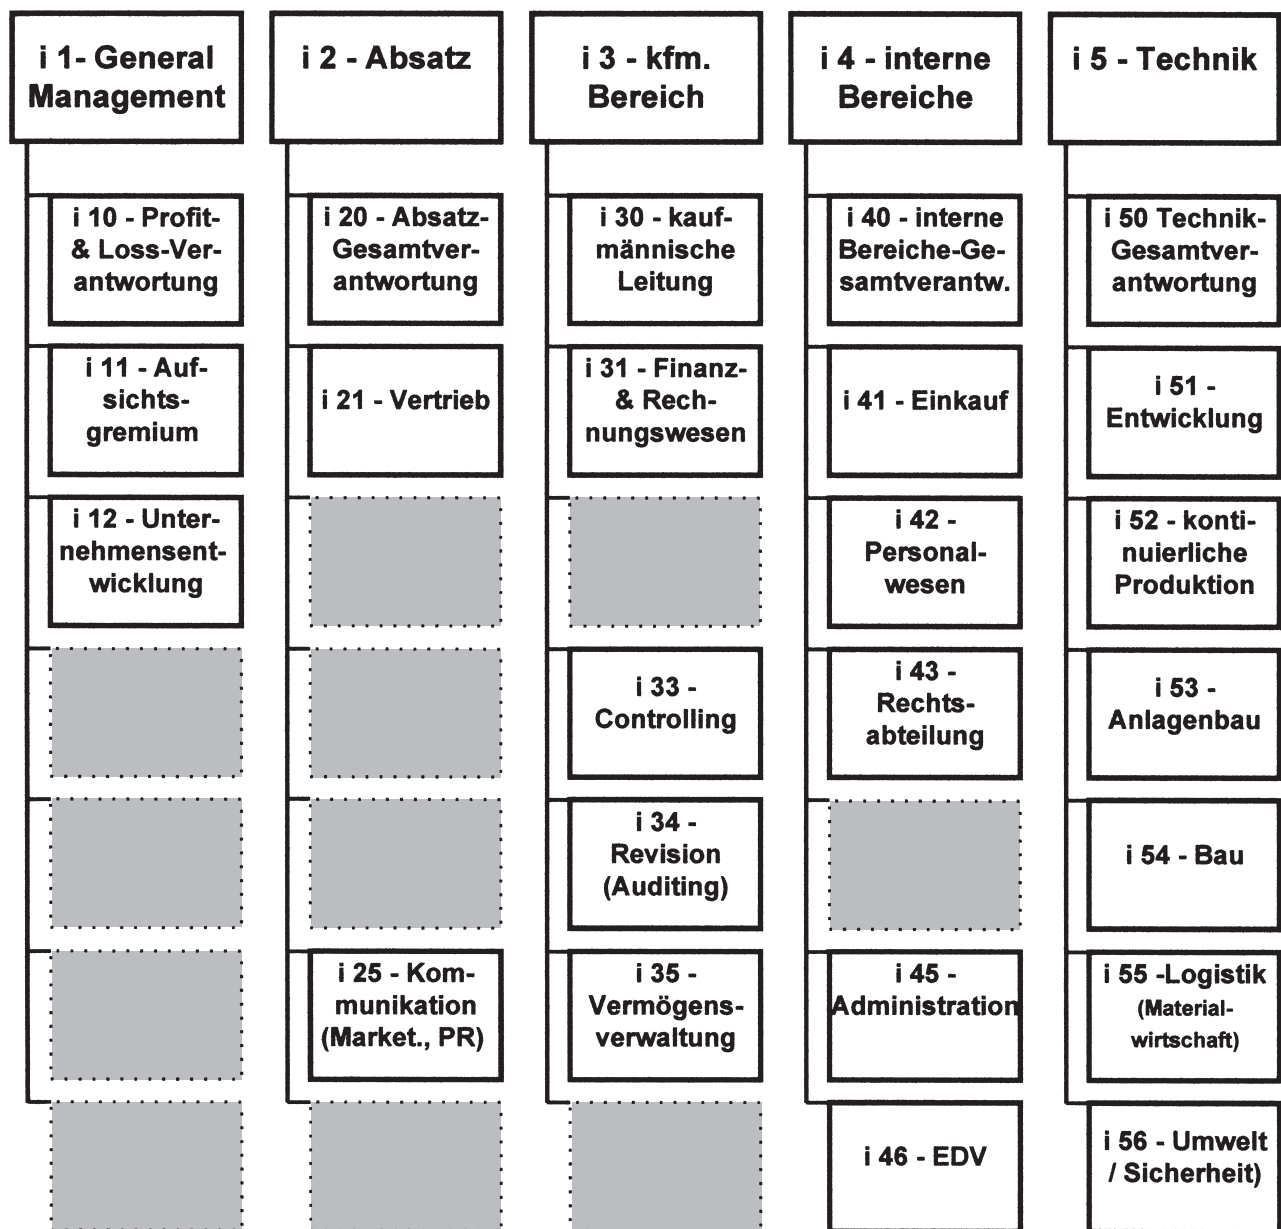 i 1- General
Management
i 2 - Absatz
i 3 - kfm.
Bereich
i 4 - interne
Bereiche
i 5 - Technik
i 10 - Profit-
& Loss-Ver-
antwortung
i 20 - Absatz-
Gesamtver-
antwortung
i 30 - kauf-
männische
Leitung
i 40 - interne
Bereiche-Ge-
samtverantw.
i 50 Technik-
Gesamtver-
antwortung
i 11 - Auf-
sichts-
gremium
i 21 - Vertrieb
i 31 - Finanz-
& Rech-
nungswesen
i 41 - Einkauf
i 51 -
Entwicklung
i 12 - Unter-
nehmensent-
wicklung
i 42 -
Personal-
wesen
i 52 - konti-
nuierliche
Produktion
i 33 -
Controlling
i 43 -
Rechts-
abteilung
i 53 -
Anlagenbau
i 34 -
Revision
(Auditing)
i 54 - Bau
i 25 - Kom-
munikation
(Market., PR)
i 35 -
Vermögens-
verwaltung
i 45 -
Administration
i 55 -Logistik
(Material-
wirtschaft)
i 46 - EDV
i 56 - Umwelt
/ Sicherheit)